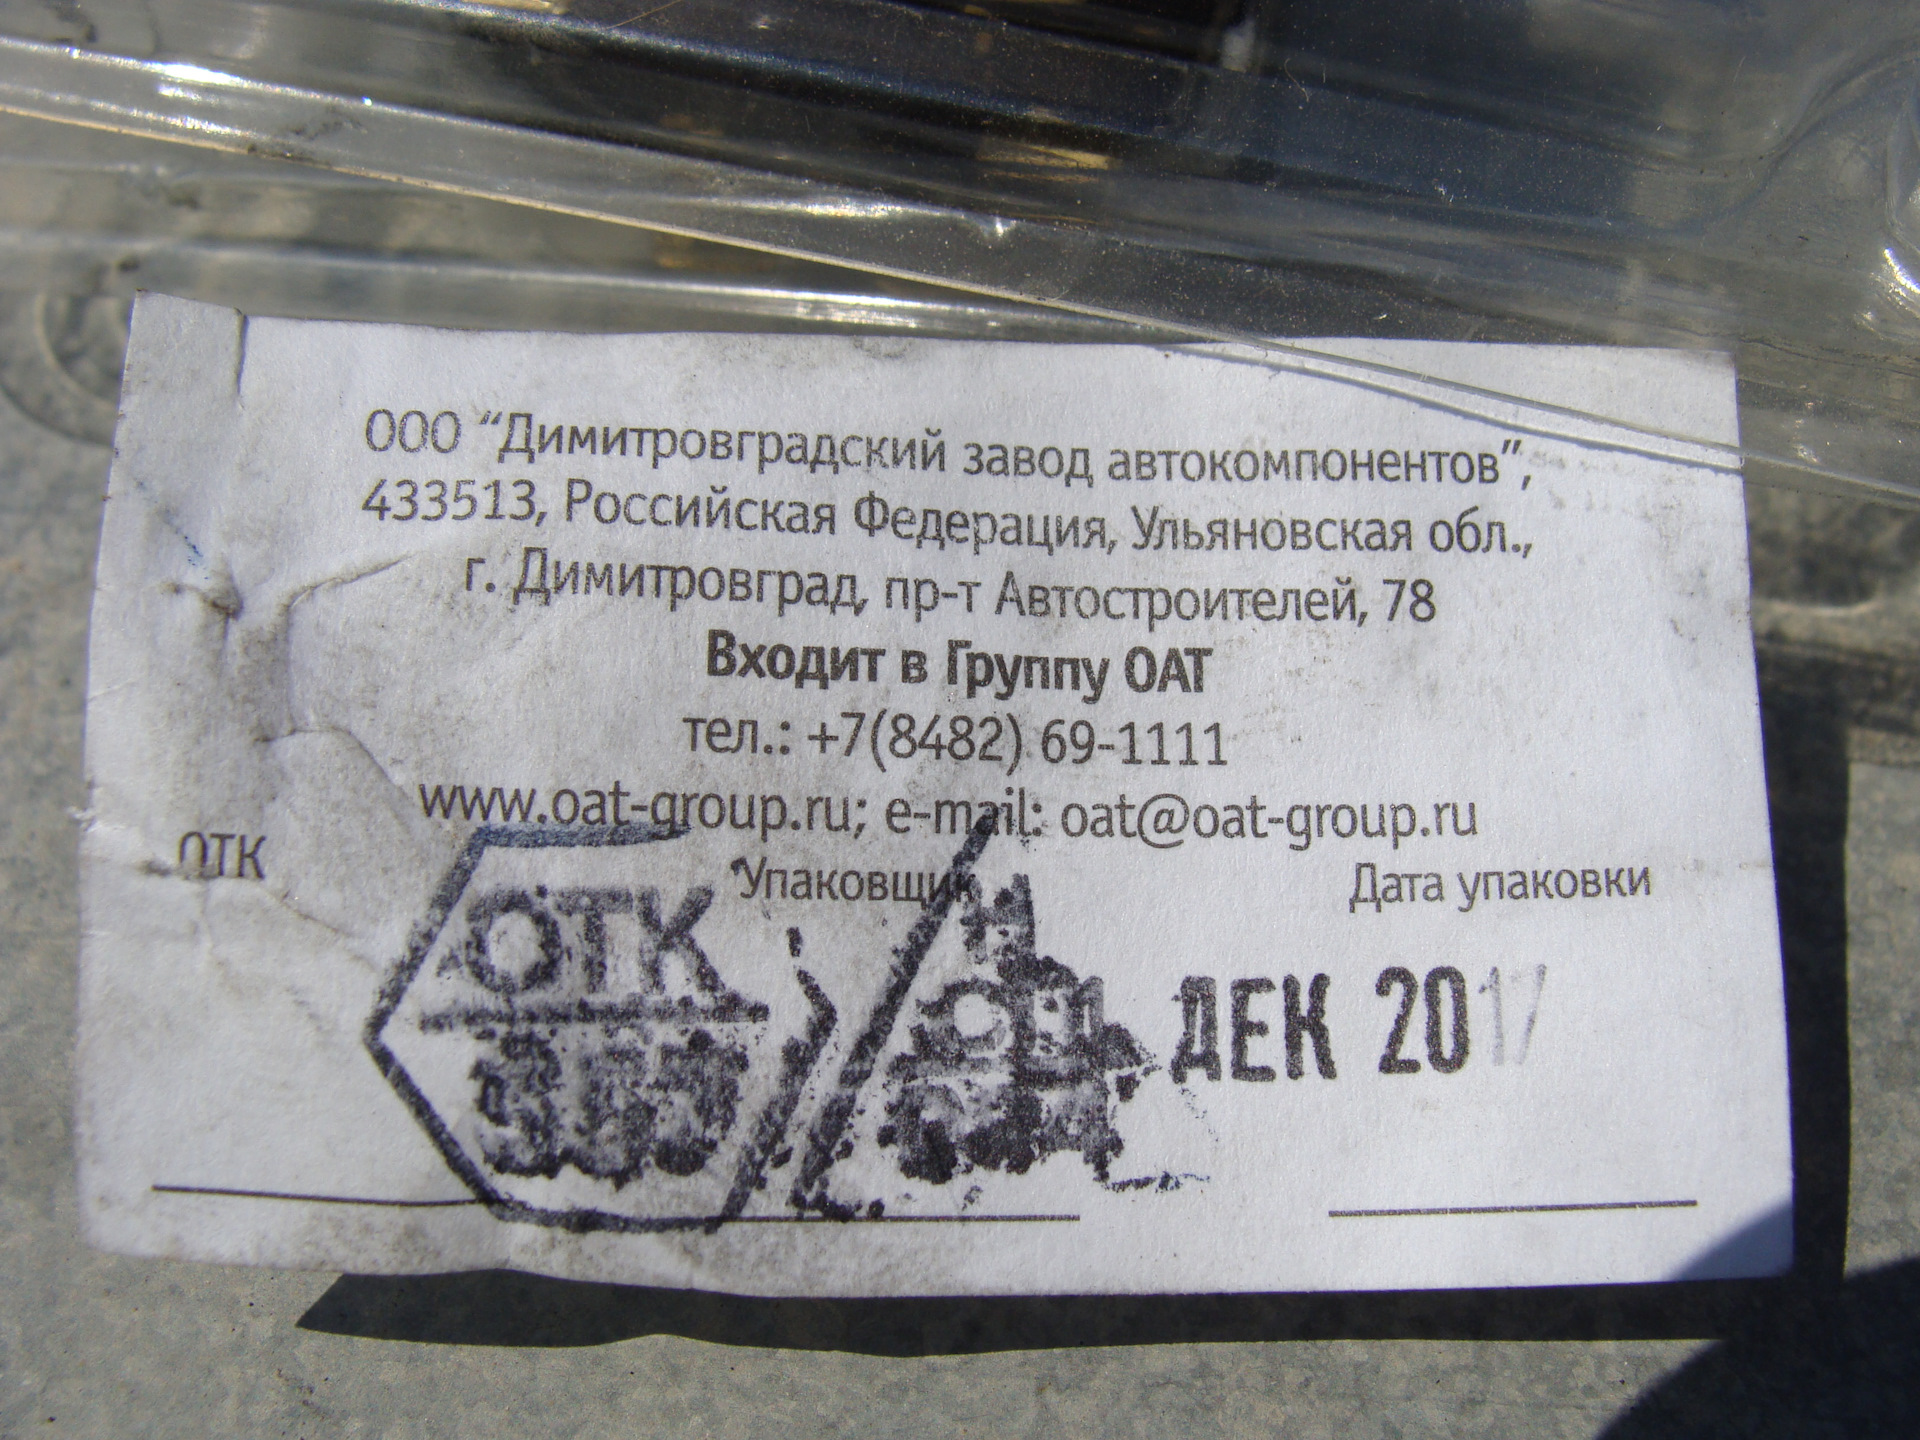 ООО “Димитровградский завод автокомпонентов”,
433513, Российская Федерация, Ульяновская обл.,
г. Димитровград, пр-т Автостроителей, 78
Входит в Группу ОАТ
тел.: +7(8482) 69-1111
www.oat-group.ru; e-mail: oat@oat-group.ru
ОТК Упаковщик Дата упаковки
ОТК
ДЕК 2017